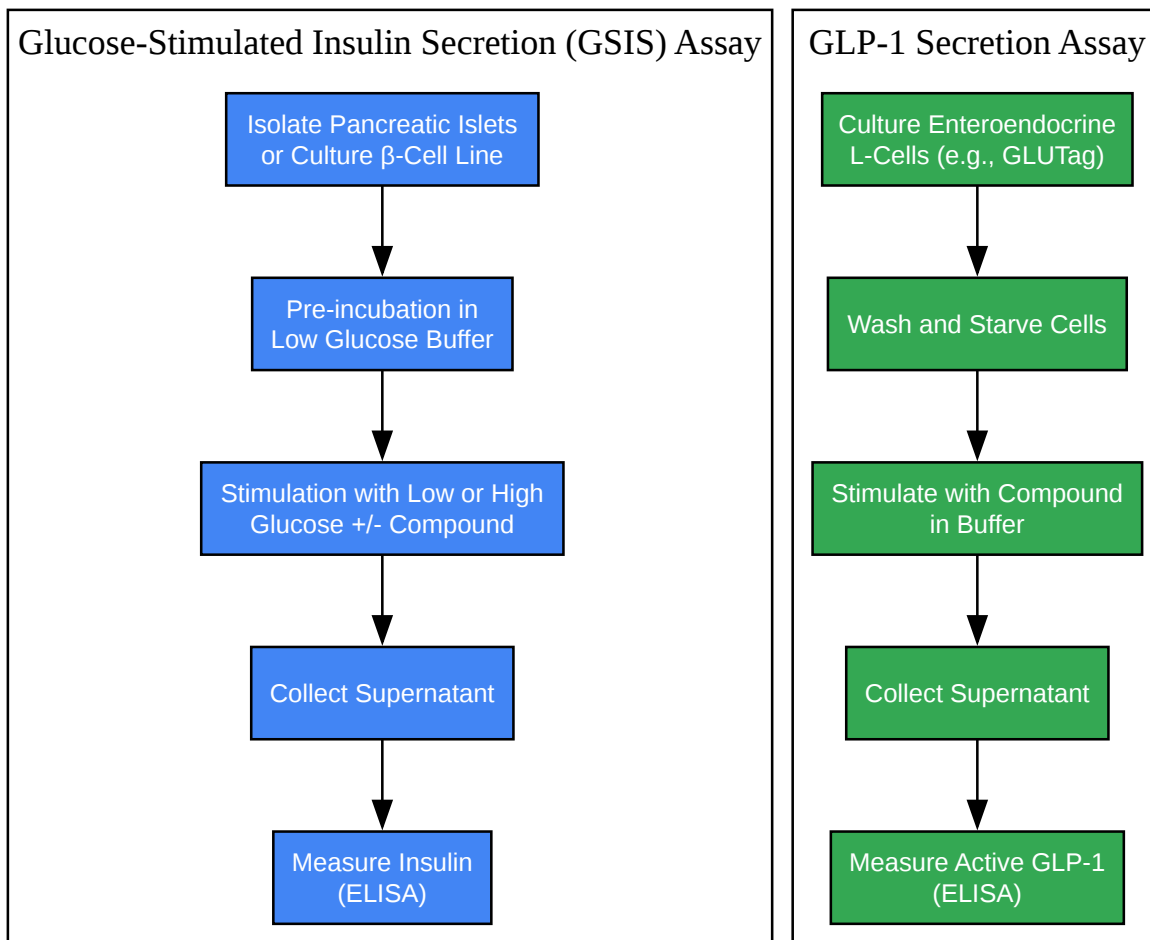 Glucose-Stimulated Insulin Secretion (GSIS) Assay
Isolate Pancreatic Islets
or Culture β-Cell Line
Pre-incubation in
Low Glucose Buffer
Stimulation with Low or High
Glucose +/- Compound
Collect Supernatant
Measure Insulin
(ELISA)
GLP-1 Secretion Assay
Culture Enteroendocrine
L-Cells (e.g., GLUTag)
Wash and Starve Cells
Stimulate with Compound
in Buffer
Collect Supernatant
Measure Active GLP-1
(ELISA)